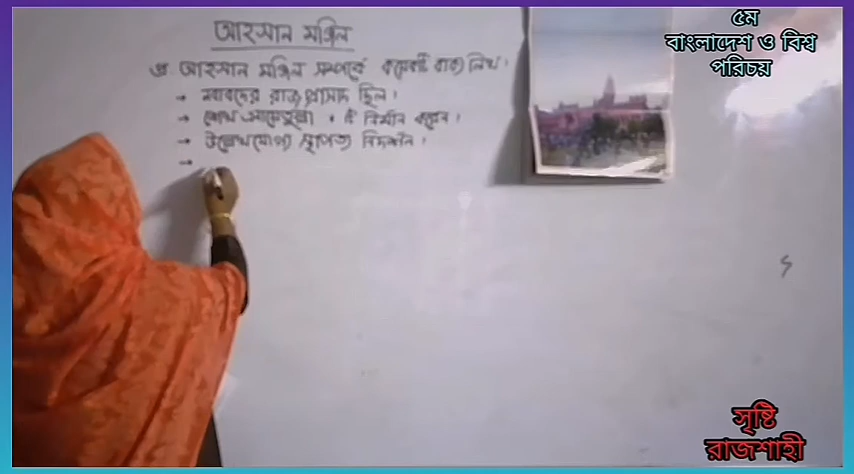 আহসান মঞ্জিল
প্র. আহসান মঞ্জিল সম্পর্কে কয়েকটি বাক্য লিখ।
→ নবাবদের রাজ প্রাসাদ ছিল।
→ শেখ নির্মান করেন।
→ উল্লেখযোগ্য স্থাপত্য নিদর্শন।
→
৫ম
বাংলাদেশ ও বিশ্ব
পরিচয়
সৃষ্টি
রাজশাহী